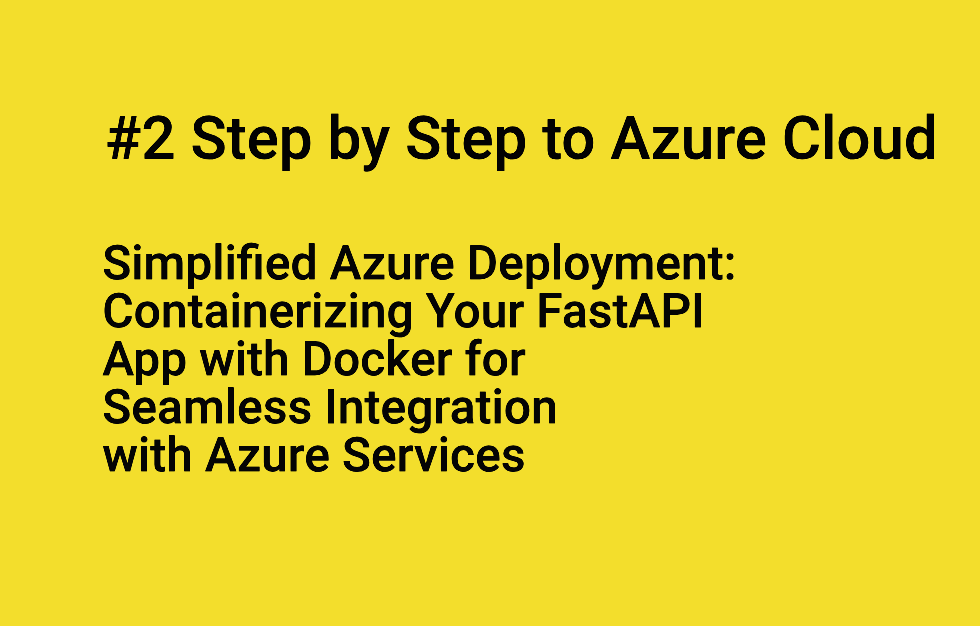 #2 Step by Step to Azure Cloud
Simplified Azure Deployment:
Containerizing Your FastAPI
App with Docker for
Seamless Integration
with Azure Services